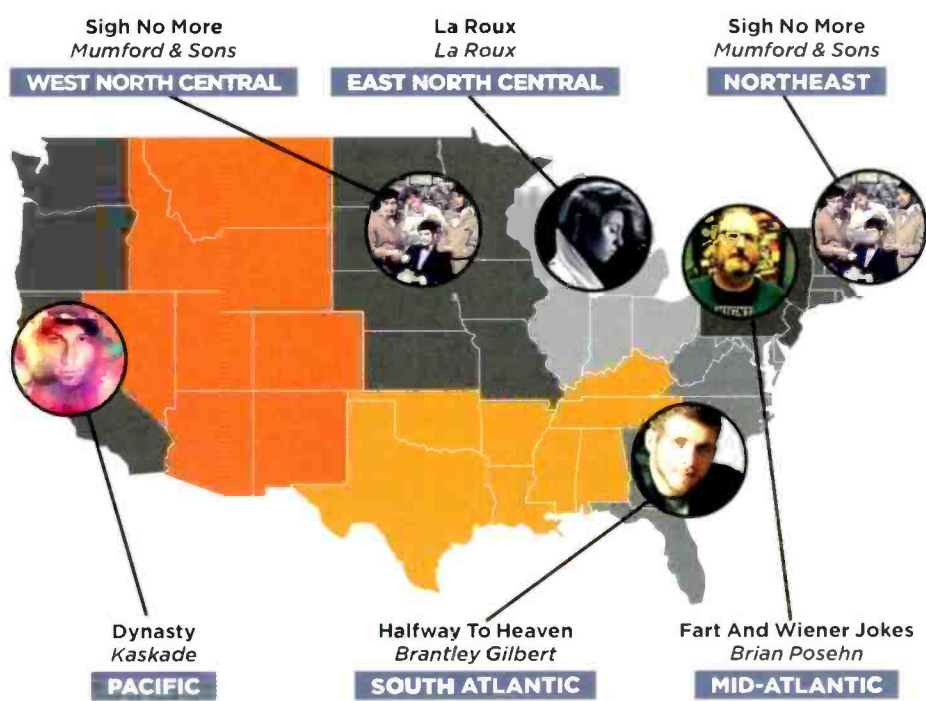 Sigh No More
Mumford & Sons
WEST NORTH CENTRAL
La Roux
La Roux
EAST NORTH CENTRAL
Sigh No More
Mumford & Sons
NORTHEAST
Dynasty
Kaskade
PACIFIC
Halfway To Heaven
Brantley Gilbert
SOUTH ATLANTIC
Fart And Wiener Jokes
Brian Posehn
MID-ATLANTIC